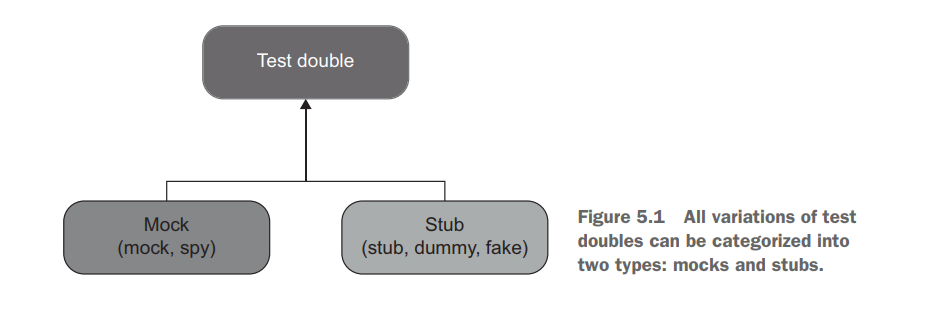 Test double
Mock
(mock, spy)
Stub
(stub, dummy, fake)
Figure 5.1 All variations of test
doubles can be categorized into
two types: mocks and stubs.